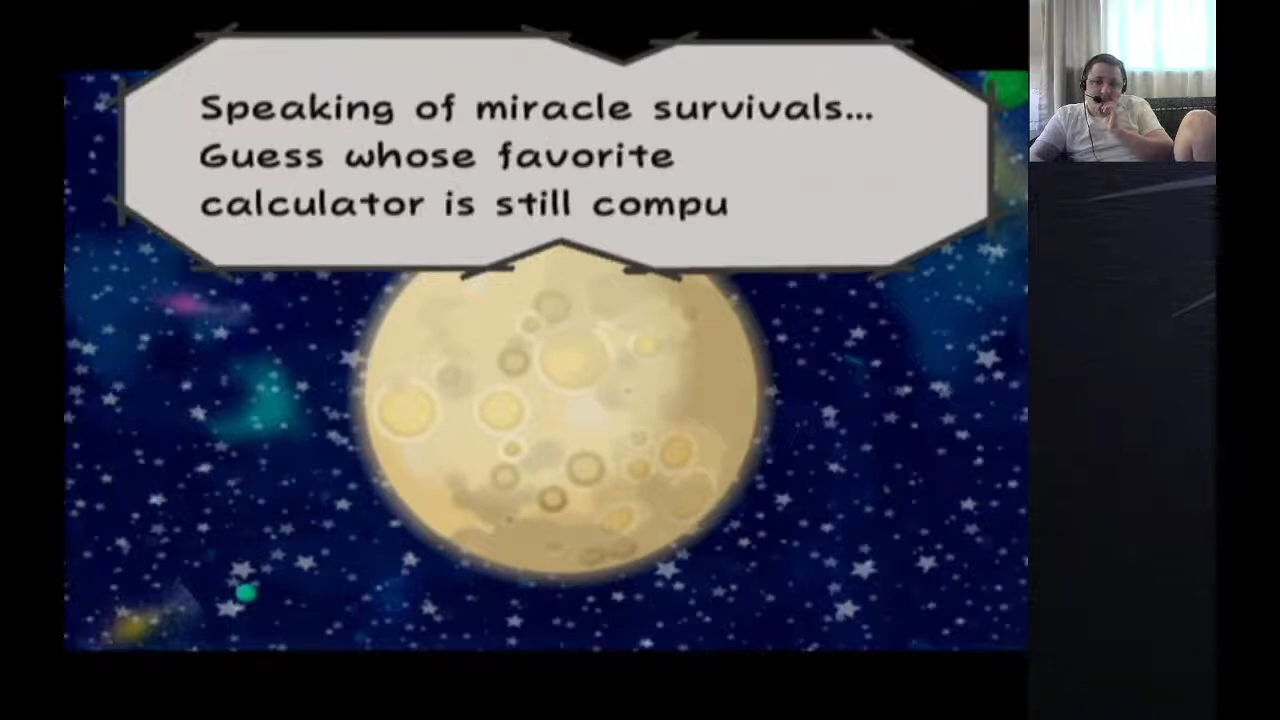 Speaking of miracle survivals...
Guess whose favorite
calculator is still compu